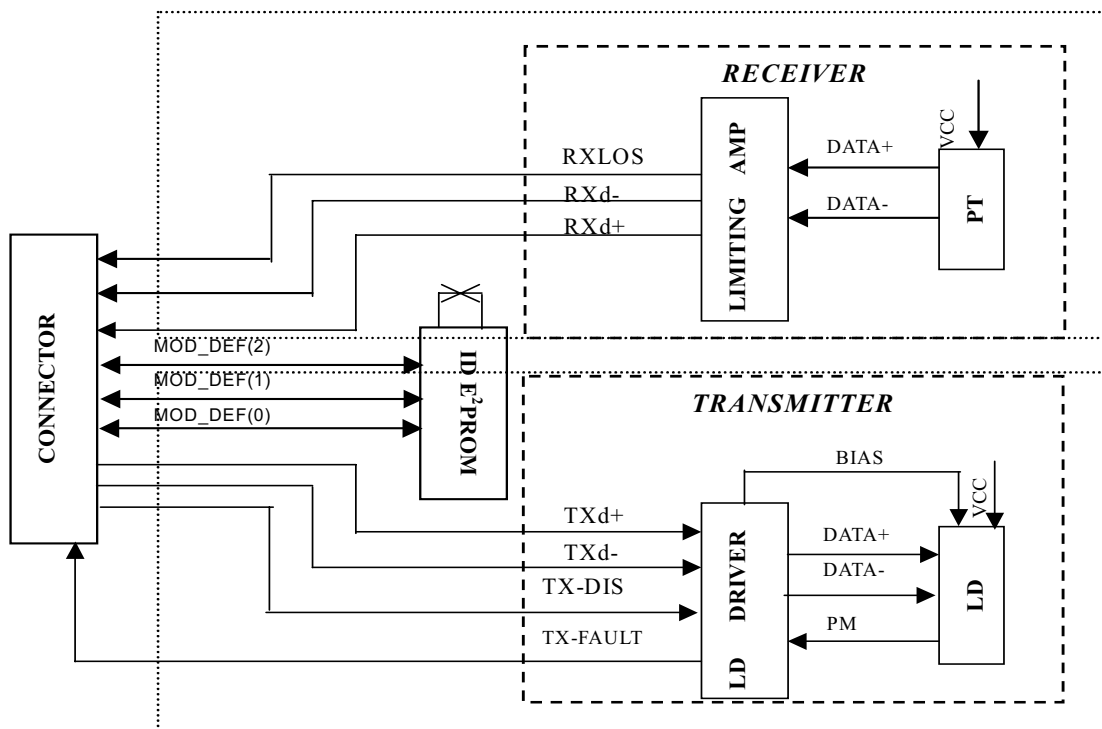 RECEIVER
VCC
RXLOS
LIMITING AMP
DATA+
RXd-
DATA-
PT
RXd+
CONNECTOR
MOD_DEF(2)
MOD_DEF(1)
MOD_DEF(0)
ID E²PROM
TRANSMITTER
BIAS
VCC
TXd+
LD DRIVER
DATA+
TXd-
DATA-
LD
TX-DIS
PM
TX-FAULT